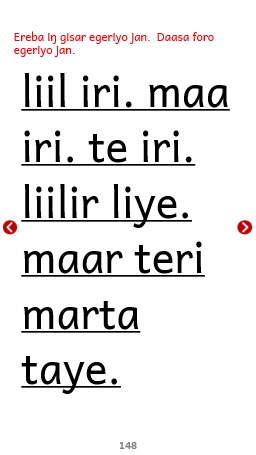 Ereba iŋ gisar egeriyo jan. Daasa foro
egeriyo jan.
liil iri. maa
iri. te iri.
liilir liye.
maar teri
marta
taye.
148